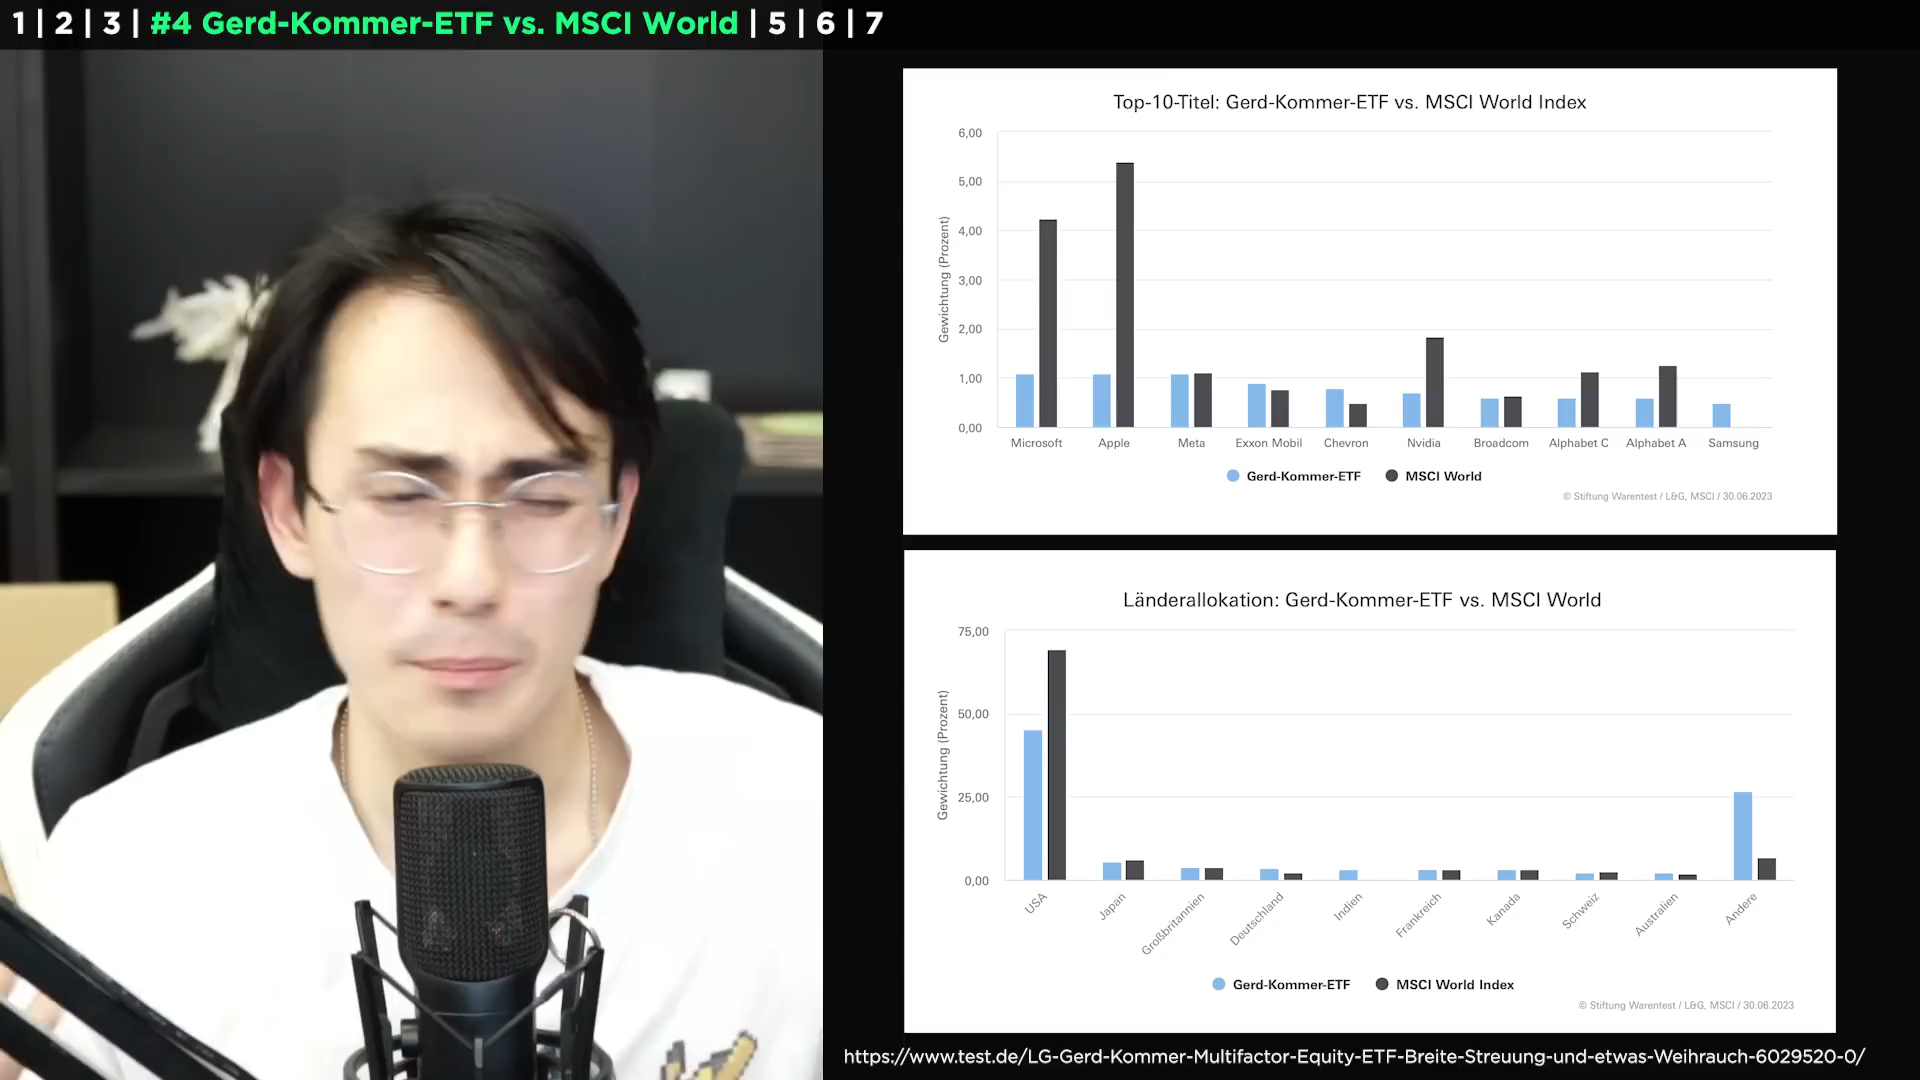 1 | 2 | 3 | #4 Gerd-Kommer-ETF vs. MSCI World | 5 | 6 | 7
Top-10-Titel: Gerd-Kommer-ETF vs. MSCI World Index
Gewichtung (Prozent)
6,00
5,00
4,00
3,00
2,00
1,00
0,00
Microsoft Apple Meta Exxon Mobil Chevron Nvidia Broadcom Alphabet C Alphabet A Samsung
Gerd-Kommer-ETF MSCI World
© Stiftung Warentest / L&G, MSCI / 30.06.2023
Länderallokation: Gerd-Kommer-ETF vs. MSCI World
Gewichtung (Prozent)
75,00
50,00
25,00
0,00
USA Japan Großbritannien Deutschland Indien Frankreich Kanada Schweiz Australien Andere
Gerd-Kommer-ETF MSCI World Index
© Stiftung Warentest / L&G, MSCI / 30.06.2023
https://www.test.de/LG-Gerd-Kommer-Multifactor-Equity-ETF-Breite-Streuung-und-etwas-Weihrauch-6029520-0/